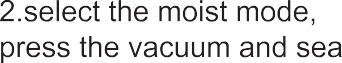 2.select the moist mode,
press the vacuum and sea